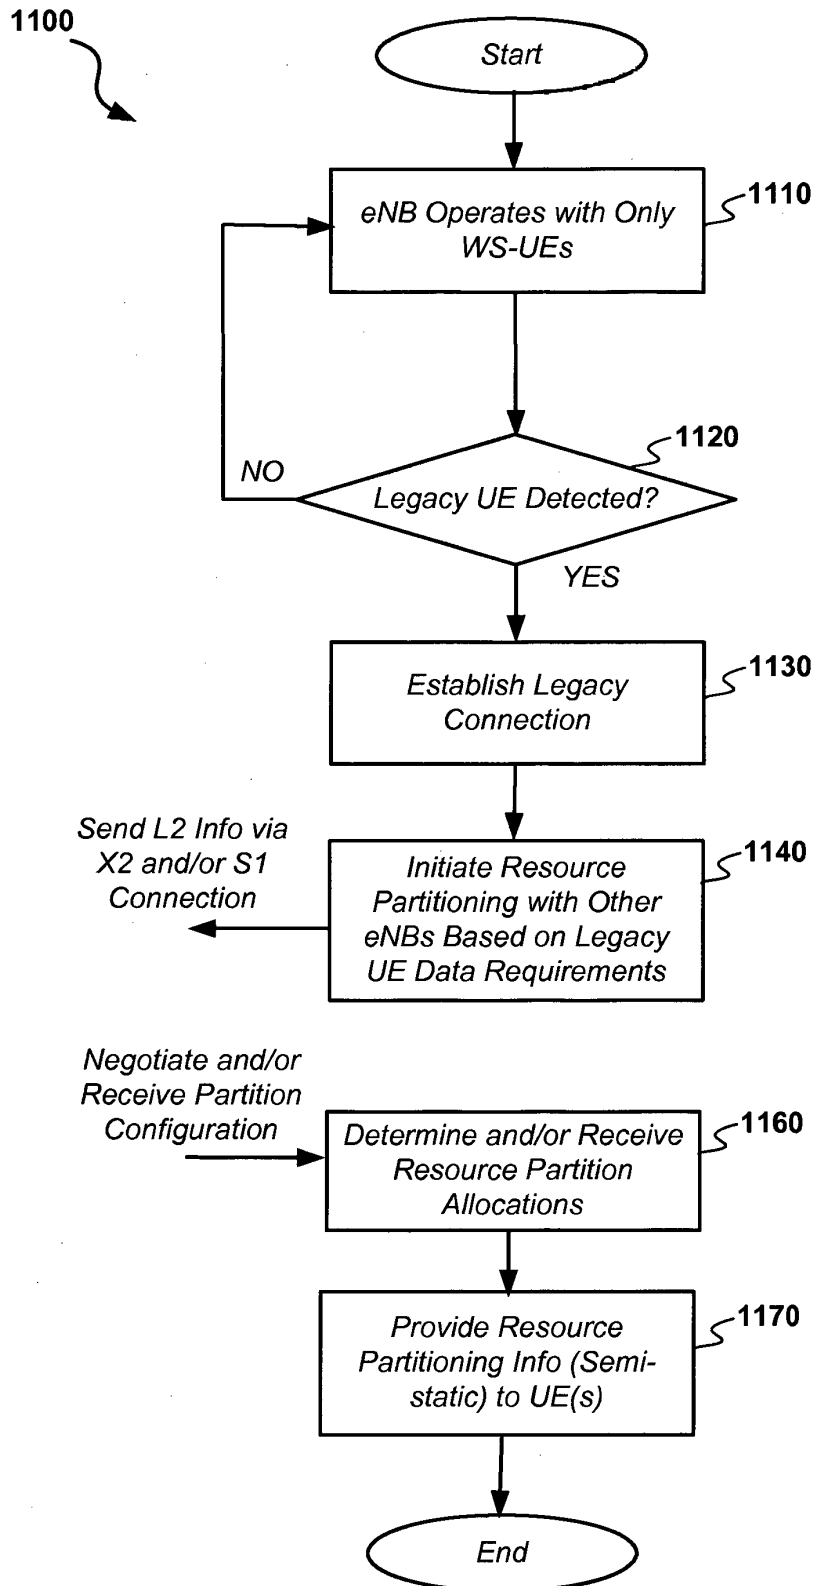 1100
Start
eNB Operates with Only
WS-UEs
1110
1120
NO
Legacy UE Detected?
YES
Establish Legacy
Connection
1130
Send L2 Info via
X2 and/or S1
Connection
Initiate Resource
Partitioning with Other
eNBs Based on Legacy
UE Data Requirements
1140
Negotiate and/or
Receive Partition
Configuration
Determine and/or Receive
Resource Partition
Allocations
1160
Provide Resource
Partitioning Info (Semi-
static) to UE(s)
1170
End